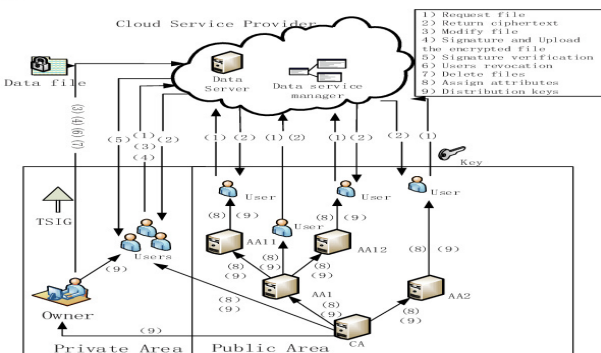 Cloud Service Provider
1) Request file
2) Return ciphertext
3) Modify file
4) Signature and Upload
the encrypted file
5) Signature verification
6) Users revocation
7) Delete files
8) Assign attributes
9) Distribution keys
Data file
Data
Server
Data service
manager
(3)(4)(6)(7)
(5)
(1)
(3)
(4)
(2)
(1)
(2)
(1)
(2)
(1)
(2)
(2)
(1)
Key
User
User
User
User
TSIG
Users
(8)
(9)
(8)
(9)
(8)
(9)
(8)
(9)
AA11
AA12
(9)
(8)
(9)
(8)
(9)
(8)
(9)
AA1
AA2
Owner
(8)
(9)
(8)
(9)
(9)
CA
Private Area
Public Area